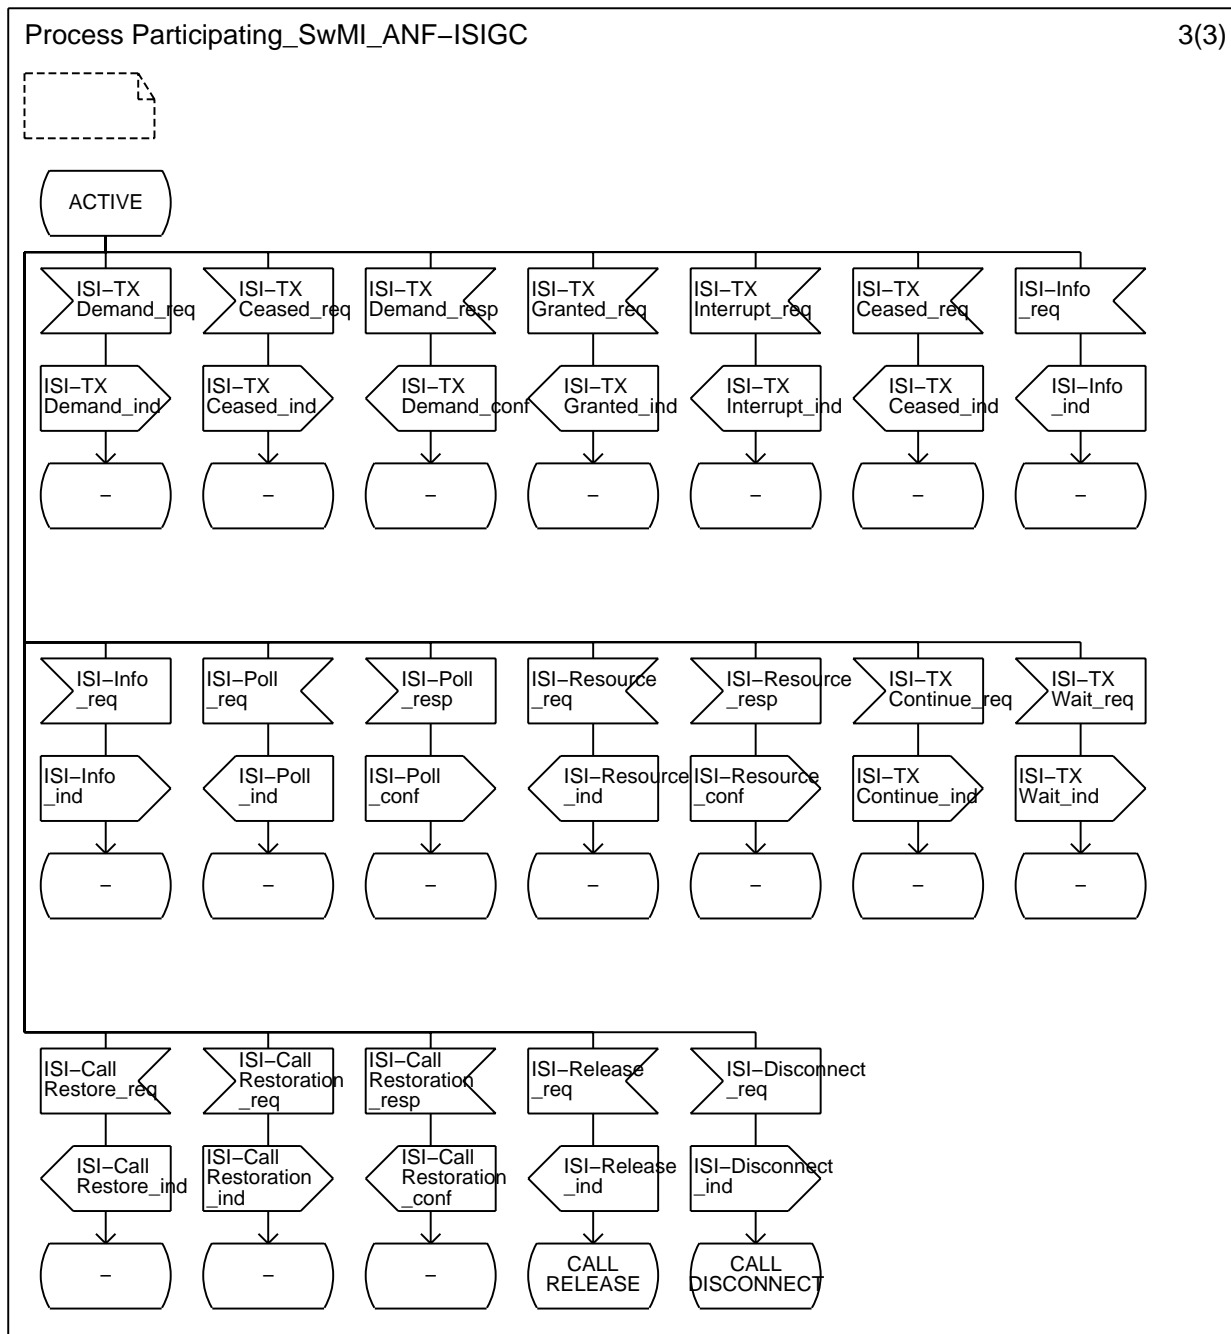 Process Participating_SwMI_ANF−ISIGC 3(3)
ACTIVE
ISI−TX
Demand_req
ISI−TX
Ceased_req
ISI−TX
Demand_resp
ISI−TX
Granted_req
ISI−TX
Interrupt_req
ISI−TX
Ceased_req
ISI−Info
_req
ISI−TX
Demand_ind
ISI−TX
Ceased_ind
ISI−TX
Demand_conf
ISI−TX
Granted_ind
ISI−TX
Interrupt_ind
ISI−TX
Ceased_ind
ISI−Info
_ind
− − − − − − −
ISI−Info
_req
ISI−Poll
_req
ISI−Poll
_resp
ISI−Resource
_req
ISI−Resource
_resp
ISI−TX
Continue_req
ISI−TX
Wait_req
ISI−Info
_ind
ISI−Poll
_ind
ISI−Poll
_conf
ISI−Resource
_ind
ISI−Resource
_conf
ISI−TX
Continue_ind
ISI−TX
Wait_ind
− − − − − − −
ISI−Call
Restore_req
ISI−Call
Restoration
_req
ISI−Call
Restoration
_resp
ISI−Release
_req
ISI−Disconnect
_req
ISI−Call
Restore_ind
ISI−Call
Restoration
_ind
ISI−Call
Restoration
_conf
ISI−Release
_ind
ISI−Disconnect
_ind
− − −
CALL
RELEASE
CALL
DISCONNECT